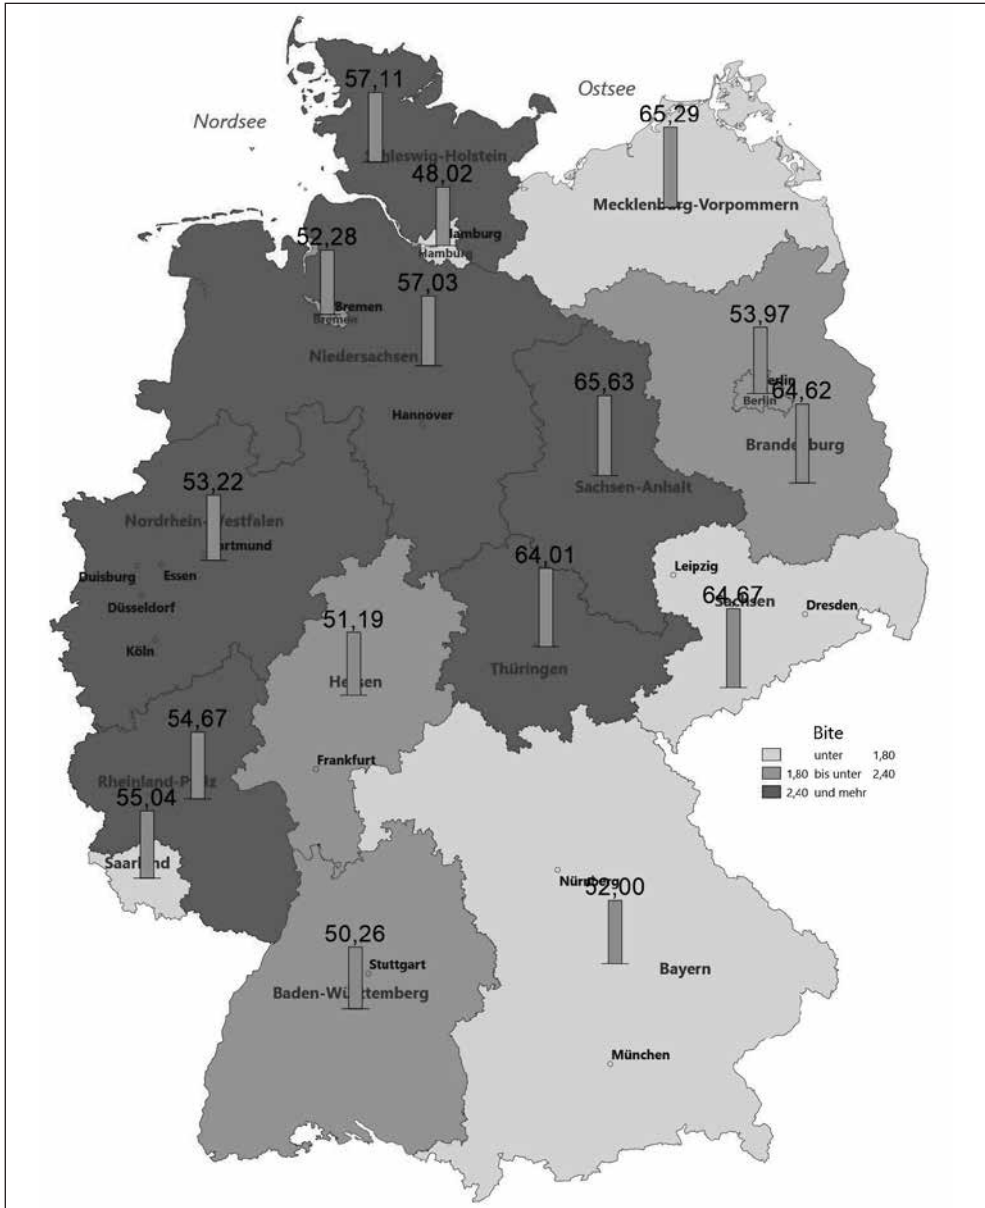 57,11
Ostsee
Nordsee
65,29
Schleswig-Holstein
48,02
Mecklenburg-Vorpommern
Hamburg
Hamburg
52,28
57,03
Bremen
Bremen
53,97
Niedersachsen
65,63
Berlin
64,62
Berlin
Hannover
Brandenburg
Sachsen-Anhalt
53,22
Nordrhein-Westfalen
Dortmund
64,01
Leipzig
Duisburg
Essen
64,67
Sachsen
Düsseldorf
Dresden
51,19
Köln
Thüringen
Hessen
54,67
Bite
Frankfurt
unter 1,80
Rheinland-Pfalz
1,80 bis unter 2,40
55,04
2,40 und mehr
Saarland
Nürnberg
52,00
50,26
Stuttgart
Bayern
Baden-Württemberg
München